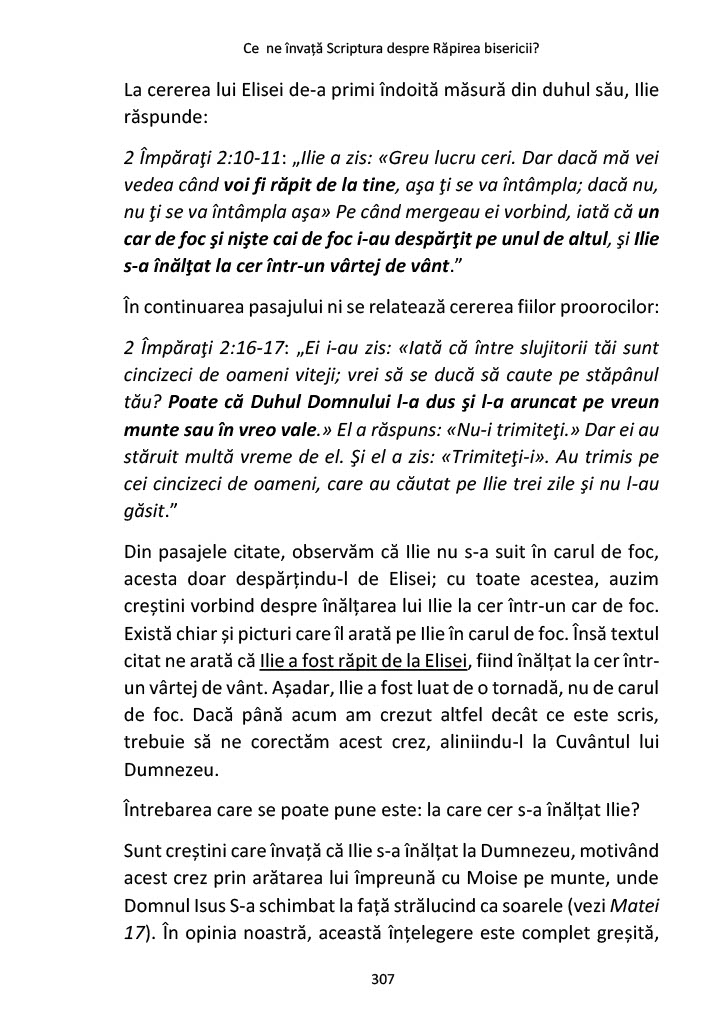 Ce  ne învață Scriptura despre Răpirea bisericii?
La cererea lui Elisei de-a primi îndoită măsură din duhul său, Ilie
răspunde:
2 Împăraţi 2:10-11: „Ilie a zis: «Greu lucru ceri. Dar dacă mă vei
vedea când voi fi răpit de la tine, aşa ţi se va întâmpla; dacă nu,
nu ţi se va întâmpla aşa» Pe când mergeau ei vorbind, iată că un
car de foc şi nişte cai de foc i-au despărţit pe unul de altul, şi Ilie
s-a înălţat la cer într-un vârtej de vânt.”
În continuarea pasajului ni se relatează cererea fiilor proorocilor:
2 Împăraţi 2:16-17: „Ei i-au zis: «Iată că între slujitorii tăi sunt
cincizeci de oameni viteji; vrei să se ducă să caute pe stăpânul
tău? Poate că Duhul Domnului l-a dus şi l-a aruncat pe vreun
munte sau în vreo vale.» El a răspuns: «Nu-i trimiteţi.» Dar ei au
stăruit multă vreme de el. Şi el a zis: «Trimiteţi-i». Au trimis pe
cei cincizeci de oameni, care au căutat pe Ilie trei zile şi nu l-au
găsit.”
Din pasajele citate, observăm că Ilie nu s-a suit în carul de foc,
acesta doar despărțindu-l de Elisei; cu toate acestea, auzim
creștini vorbind despre înălțarea lui Ilie la cer într-un car de foc.
Există chiar și picturi care îl arată pe Ilie în carul de foc. Însă textul
citat ne arată că Ilie a fost răpit de la Elisei, fiind înălțat la cer într-
un vârtej de vânt. Așadar, Ilie a fost luat de o tornadă, nu de carul
de foc. Dacă până acum am crezut altfel decât ce este scris,
trebuie să ne corectăm acest crez, aliniindu-l la Cuvântul lui
Dumnezeu.
Întrebarea care se poate pune este: la care cer s-a înălțat Ilie?
Sunt creștini care învață că Ilie s-a înălțat la Dumnezeu, motivând
acest crez prin arătarea lui împreună cu Moise pe munte, unde
Domnul Isus S-a schimbat la față strălucind ca soarele (vezi Matei
17). În opinia noastră, această înțelegere este complet greșită,
307